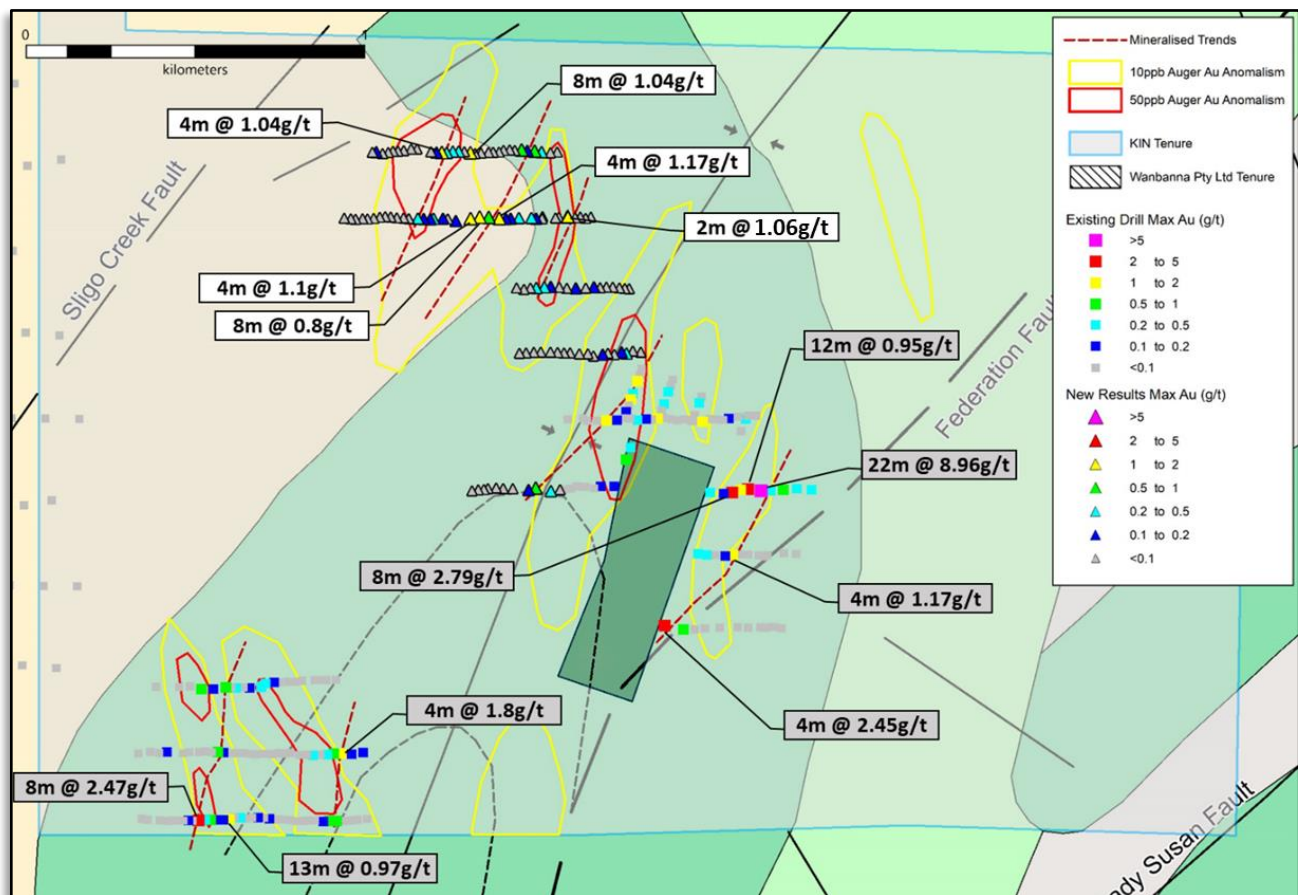 0
1
kilometers
8m @ 1.04g/t
4m @ 1.04g/t
4m @ 1.17g/t
2m @ 1.06g/t
4m @ 1.1g/t
8m @ 0.8g/t
Sligo Creek Fault
12m @ 0.95g/t
Federation Fault
22m @ 8.96g/t
8m @ 2.79g/t
4m @ 1.17g/t
4m @ 2.45g/t
4m @ 1.8g/t
8m @ 2.47g/t
13m @ 0.97g/t
ady Susan Fault
Mineralised Trends
10ppb Auger Au Anomalism
50ppb Auger Au Anomalism
KIN Tenure
Wanbanna Pty Ltd Tenure
Existing Drill Max Au (g/t)
>5
2 to 5
1 to 2
0.5 to 1
0.2 to 0.5
0.1 to 0.2
<0.1
New Results Max Au (g/t)
>5
2 to 5
1 to 2
0.5 to 1
0.2 to 0.5
0.1 to 0.2
<0.1